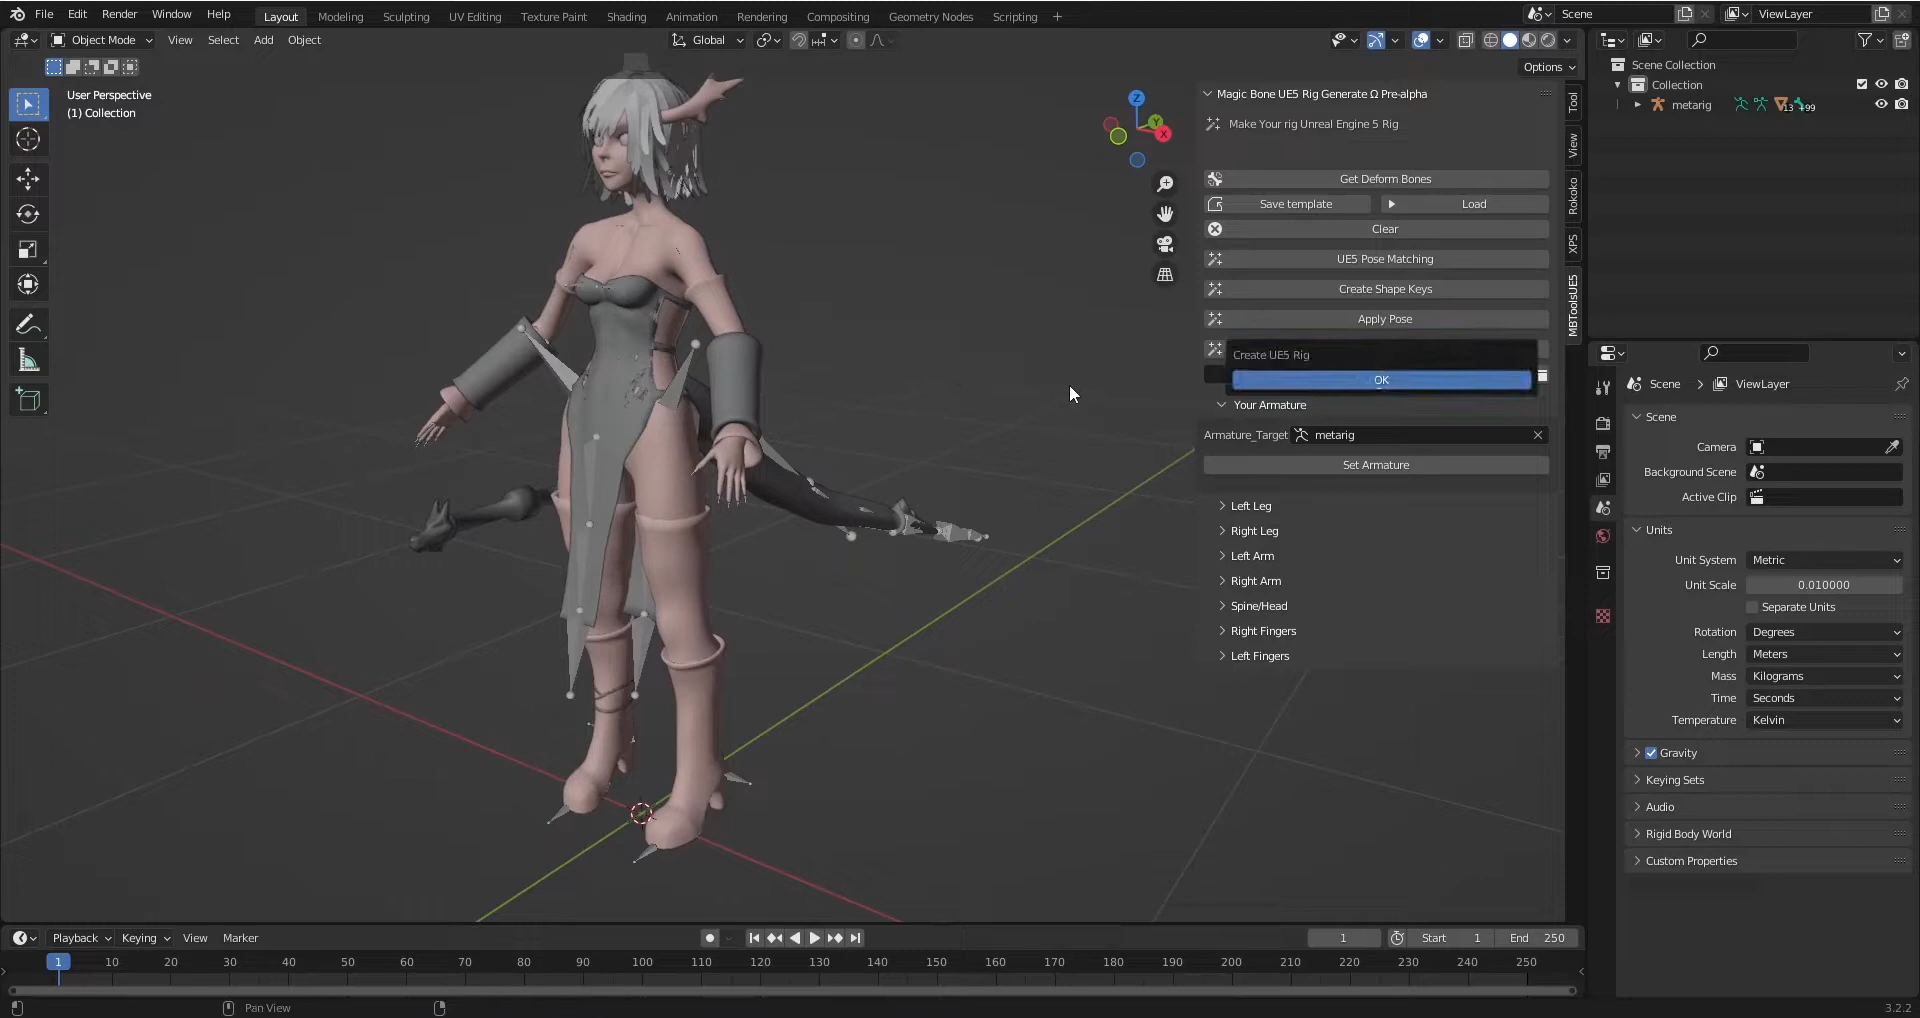 File Edit Render Window Help Layout Modeling Sculpting UV Editing Texture Paint Shading Animation Rendering Compositing Geometry Nodes Scripting + Scene ViewLayer
Object Mode View Select Add Object Global
Options
User Perspective
(1) Collection
Z
Y
X
Magic Bone UE5 Rig Generate Ω Pre-alpha
Make Your rig Unreal Engine 5 Rig
Get Deform Bones
Save template Load
Clear
UE5 Pose Matching
Create Shape Keys
Apply Pose
Create UE5 Rig
OK
Your Armature
Armature_Target metarig
Set Armature
Left Leg
Right Leg
Left Arm
Right Arm
Spine/Head
Right Fingers
Left Fingers
Tool
View
Rokoko
XPS
MBToolsUE5
Scene Collection
Collection
metarig 13 +99
Scene ViewLayer
Scene
Camera
Background Scene
Active Clip
Units
Unit System Metric
Unit Scale 0.010000
Separate Units
Rotation Degrees
Length Meters
Mass Kilograms
Time Seconds
Temperature Kelvin
Gravity
Keying Sets
Audio
Rigid Body World
Custom Properties
Playback Keying View Marker 1 Start 1 End 250
1 10 20 30 40 50 60 70 80 90 100 110 120 130 140 150 160 170 180 190 200 210 220 230 240 250
Pan View 3.2.2